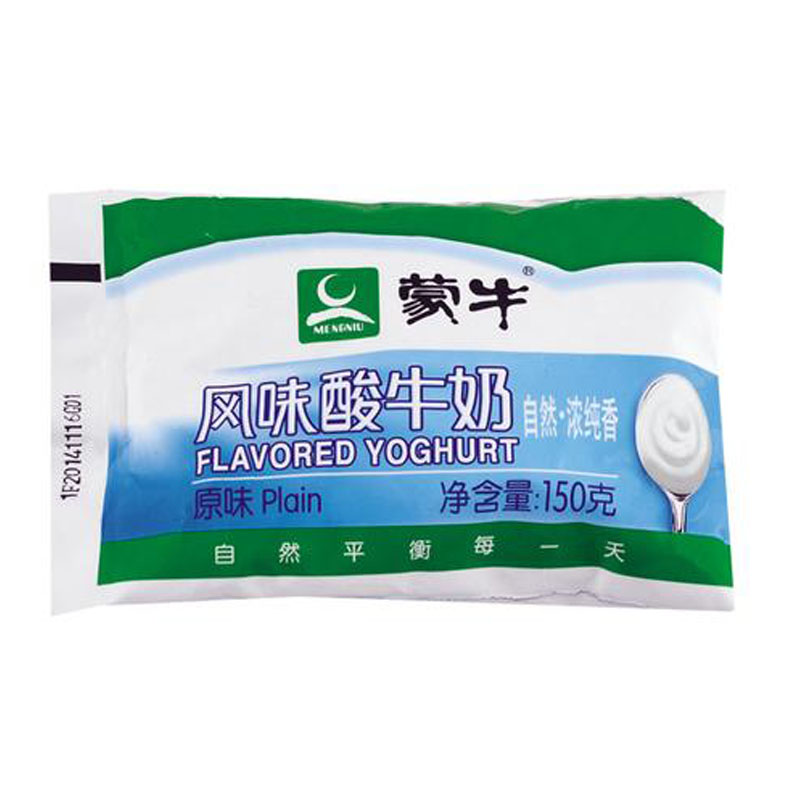 MENGNIU
蒙牛®
风味酸牛奶
自然·浓纯香
FLAVORED YOGHURT
原味 Plain
净含量:150克
自然平衡每一天
1F20141116001